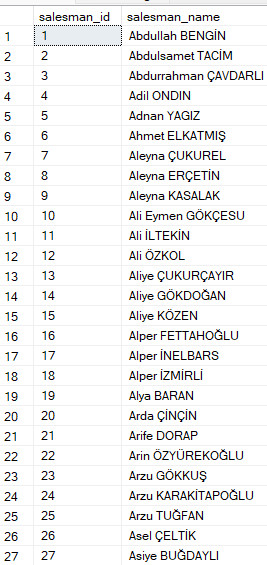 salesman_id salesman_name
1 1 Abdullah BENGİN
2 2 Abdulsamet TACİM
3 3 Abdurrahman ÇAVDARLI
4 4 Adil ONDIN
5 5 Adnan YAGIZ
6 6 Ahmet ELKATMIŞ
7 7 Aleyna ÇUKUREL
8 8 Aleyna ERÇETİN
9 9 Aleyna KASALAK
10 10 Ali Eymen GÖKÇESU
11 11 Ali İLTEKİN
12 12 Ali ÖZKOL
13 13 Aliye ÇUKURÇAYIR
14 14 Aliye GÖKDOĞAN
15 15 Aliye KÖZEN
16 16 Alper FETTAHOĞLU
17 17 Alper İNELBARS
18 18 Alper İZMİRLİ
19 19 Alya BARAN
20 20 Arda ÇİNÇİN
21 21 Arife DORAP
22 22 Arin ÖZYÜREKOĞLU
23 23 Arzu GÖKKUŞ
24 24 Arzu KARAKİTAPOĞLU
25 25 Arzu TUĞFAN
26 26 Asel ÇELTİK
27 27 Asiye BUĞDAYLI